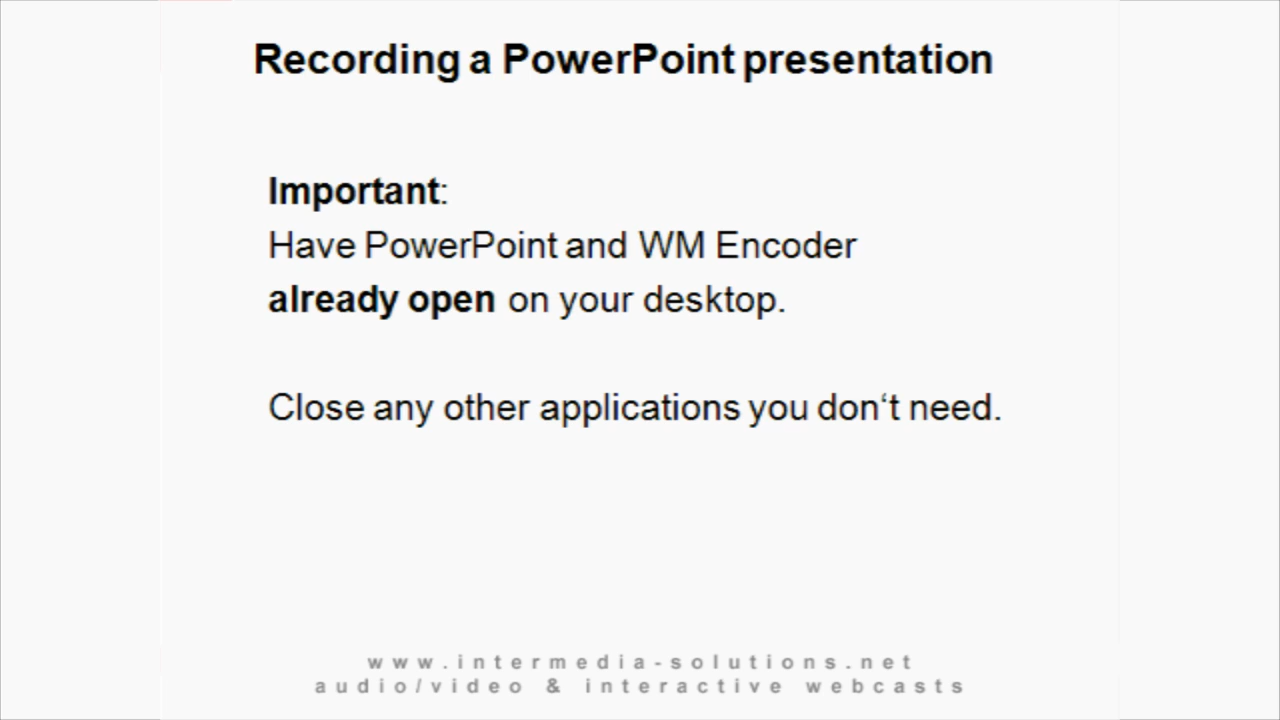 Recording a PowerPoint presentation
Important:
Have PowerPoint and WM Encoder
already open on your desktop.
Close any other applications you don‘t need.
www.intermedia-solutions.net
audio/video & interactive webcasts